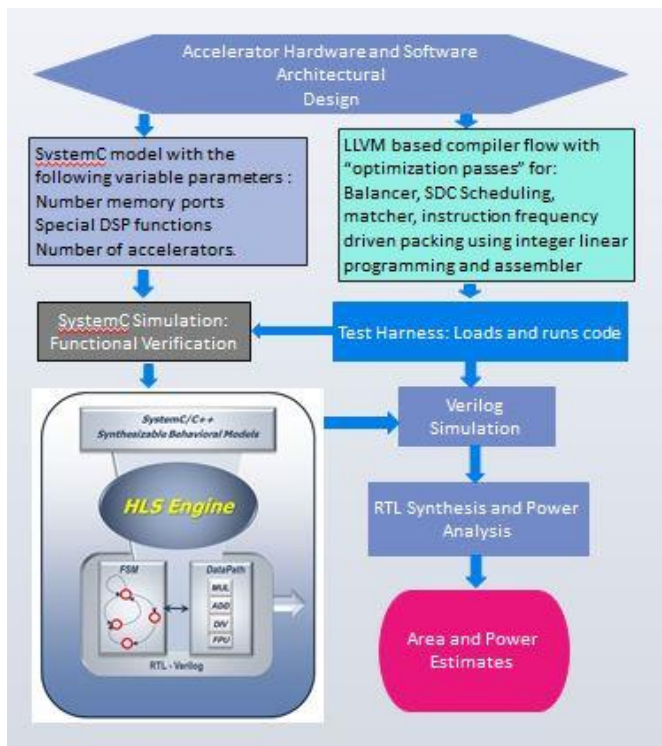 Accelerator Hardware and Software
Architectural
Design
SystemC model with the
following variable parameters :
Number memory ports
Special DSP functions
Number of accelerators.
LLVM based compiler flow with
“optimization passes” for:
Balancer, SDC Scheduling,
matcher, instruction frequency
driven packing using integer linear
programming and assembler
SystemC Simulation:
Functional Verification
Test Harness: Loads and runs code
SystemC/C++
Synthesizable Behavioral Models
HLS Engine
FSM
DataPath
MUL
ADD
DIV
FPU
RTL - Verilog
Verilog
Simulation
RTL Synthesis and Power
Analysis
Area and Power
Estimates